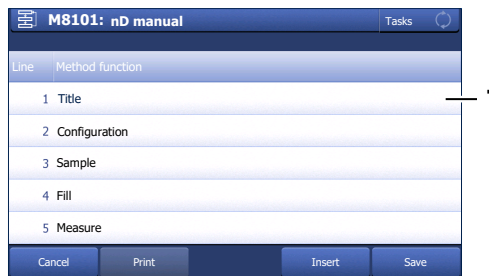 M8101: nD manual Tasks
Line Method function
1 Title
2 Configuration
3 Sample
4 Fill
5 Measure
Cancel Print Insert Save